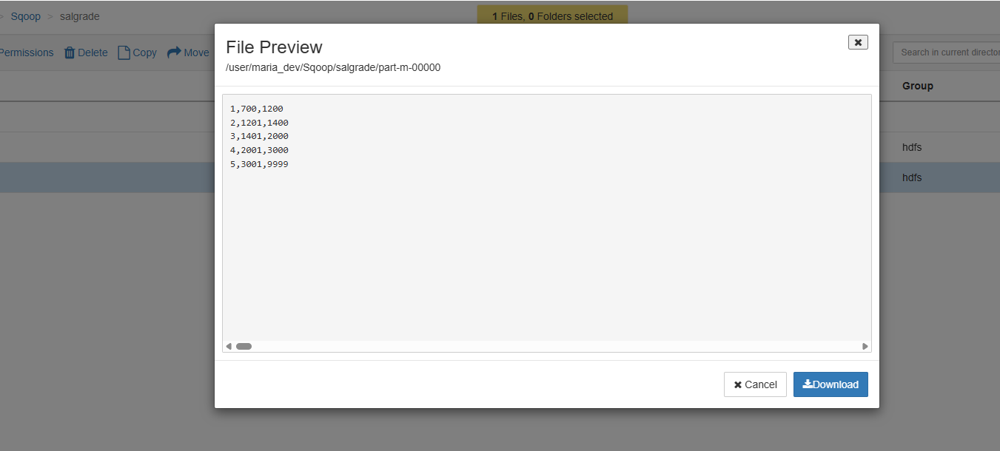 > Sqoop > salgrade
1 Files, 0 Folders selected
Permissions Delete Copy Move
Group
hdfs
hdfs
File Preview
/user/maria_dev/Sqoop/salgrade/part-m-00000
1,700,1200
2,1201,1400
3,1401,2000
4,2001,3000
5,3001,9999
Cancel Download
Search in current director